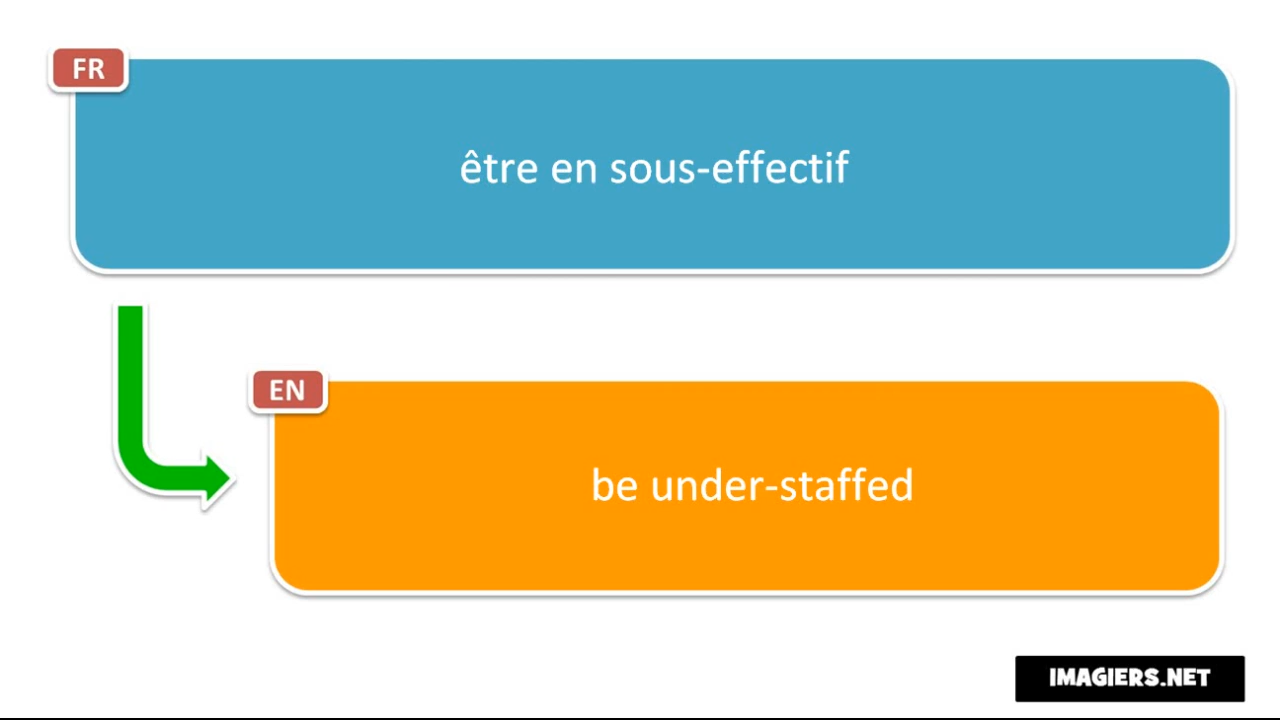 FR
être en sous-effectif
EN
be under-staffed
IMAGIERS.NET